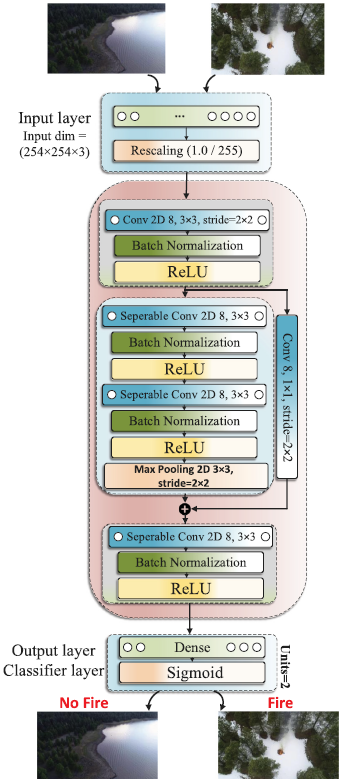 Input layer
Input dim =
(254×254×3)
...
Rescaling (1.0 / 255)
Conv 2D 8, 3×3, stride=2×2
Batch Normalization
ReLU
Seperable Conv 2D 8, 3×3
Batch Normalization
ReLU
Seperable Conv 2D 8, 3×3
Batch Normalization
ReLU
Max Pooling 2D 3×3,
stride=2×2
Conv 8, 1×1, stride=2×2
Seperable Conv 2D 8, 3×3
Batch Normalization
ReLU
Output layer
Classifier layer
Dense
Sigmoid
Units=2
No Fire
Fire